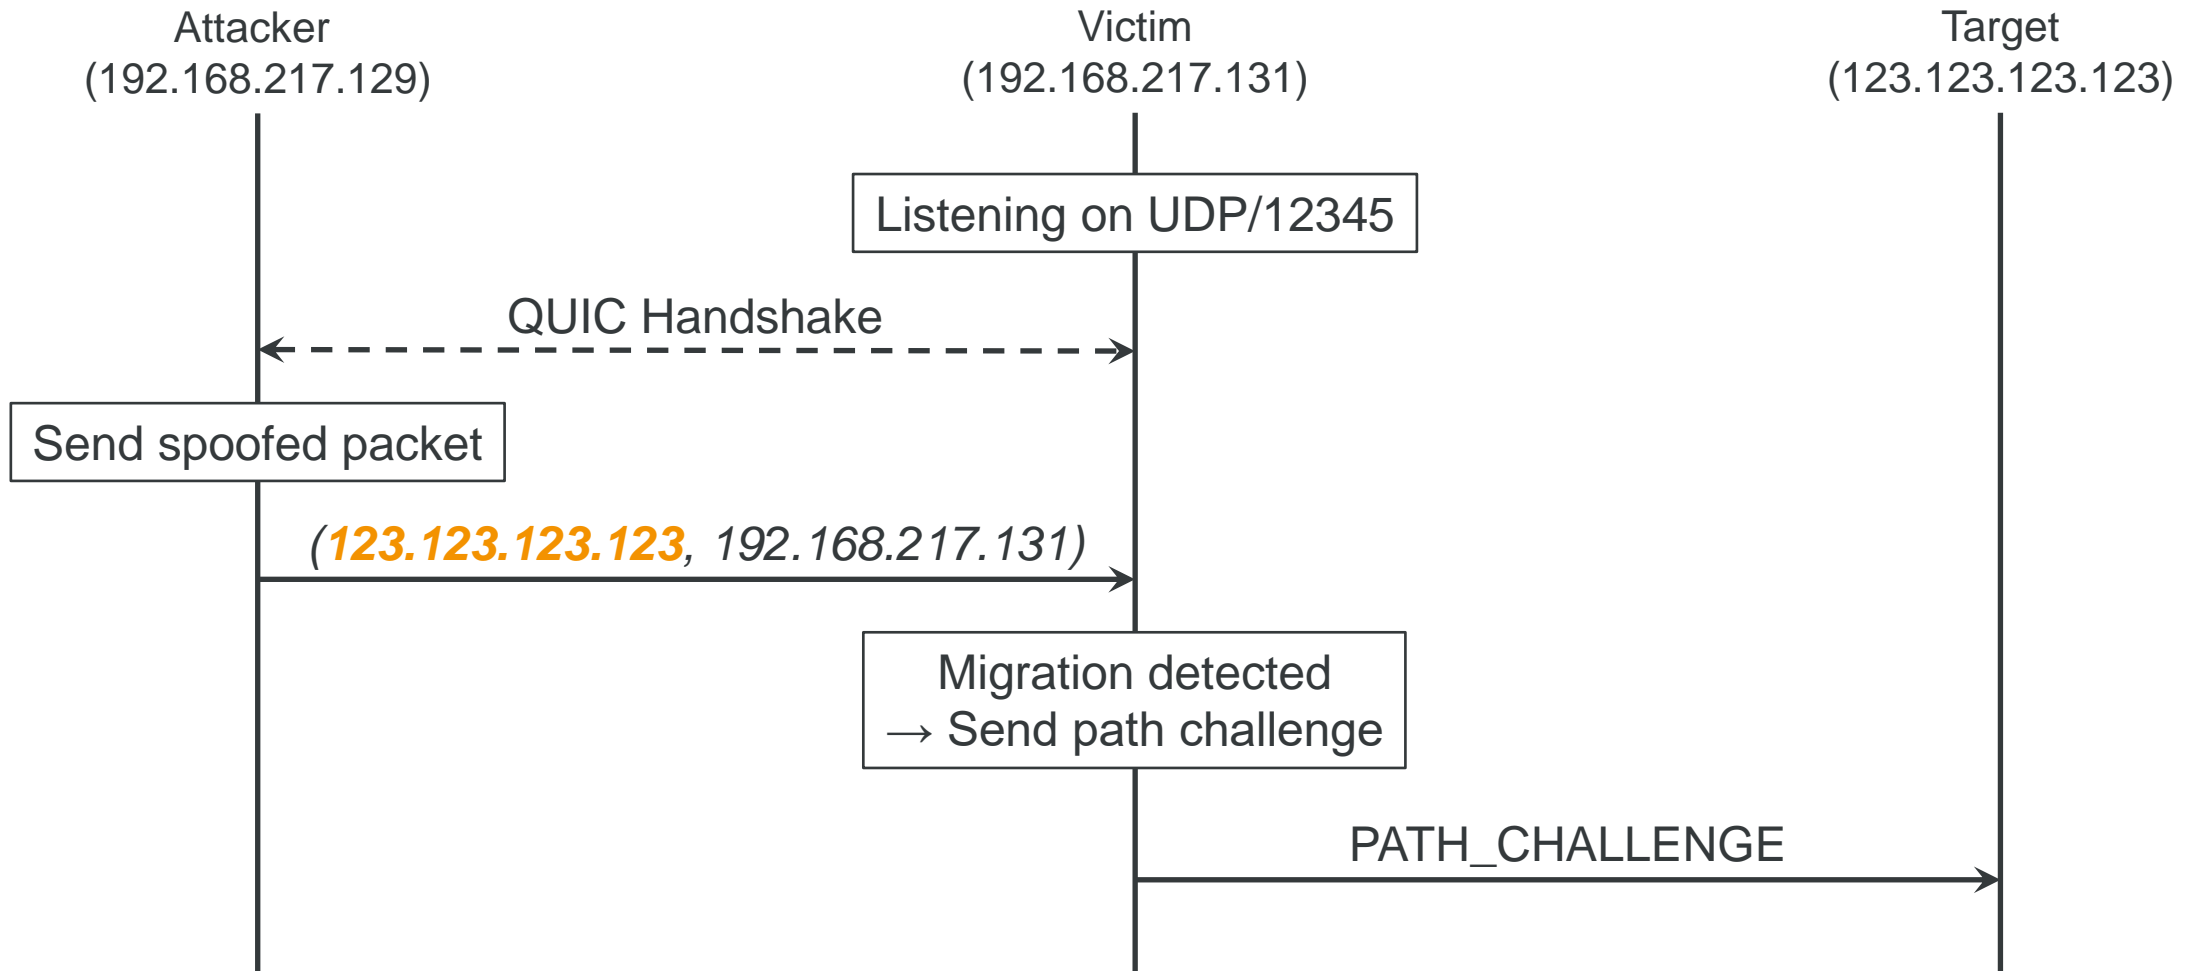 Attacker
(192.168.217.129)
Victim
(192.168.217.131)
Target
(123.123.123.123)
Listening on UDP/12345
QUIC Handshake
Send spoofed packet
(123.123.123.123, 192.168.217.131)
Migration detected
→ Send path challenge
PATH_CHALLENGE